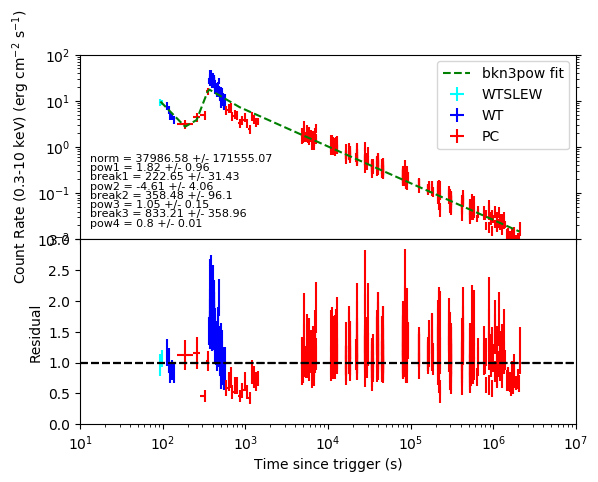 10²
10¹
10⁰
10⁻¹
10⁻²
Count Rate (0.3-10 keV) (erg cm⁻² s⁻¹)
bkn3pow fit
WTSLEW
WT
PC
norm = 37986.58 +/- 171555.07
pow1 = 1.82 +/- 0.96
break1 = 222.65 +/- 31.43
pow2 = -4.61 +/- 4.06
break2 = 358.48 +/- 96.1
pow3 = 1.05 +/- 0.15
break3 = 833.21 +/- 358.96
pow4 = 0.8 +/- 0.01
3.0
2.5
2.0
1.5
1.0
0.5
0.0
Residual
10¹ 10² 10³ 10⁴ 10⁵ 10⁶ 10⁷
Time since trigger (s)